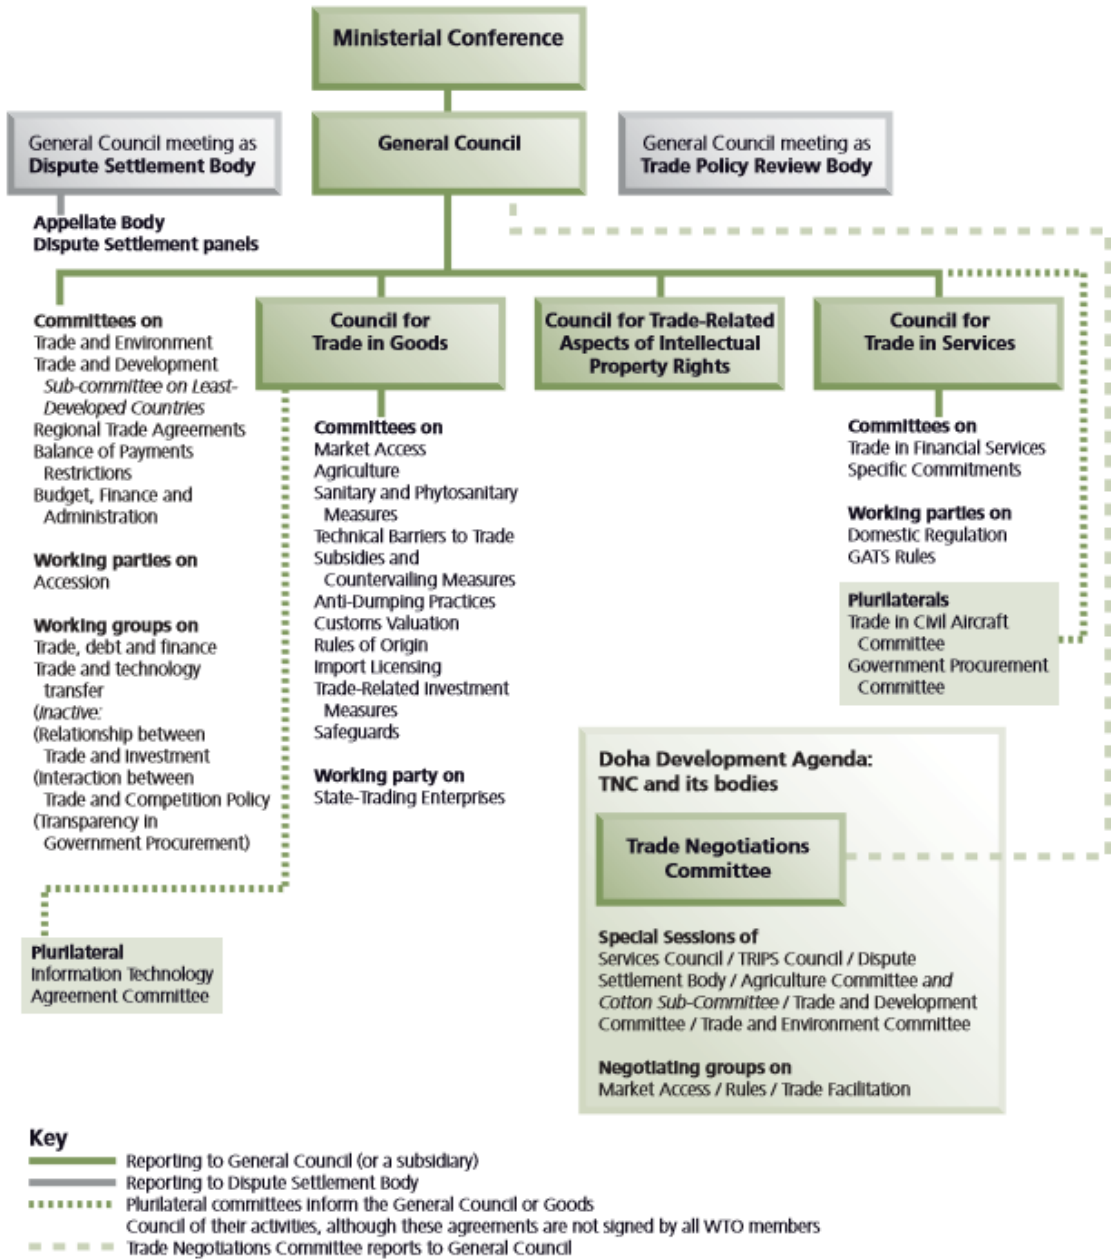 Ministerial Conference
General Council meeting as
Dispute Settlement Body
General Council
General Council meeting as
Trade Policy Review Body
Appellate Body
Dispute Settlement panels
Committees on
Trade and Environment
Trade and Development
Sub-committee on Least-
Developed Countries
Regional Trade Agreements
Balance of Payments
Restrictions
Budget, Finance and
Administration
Working parties on
Accession
Working groups on
Trade, debt and finance
Trade and technology
transfer
(Inactive:
(Relationship between
Trade and Investment
(Interaction between
Trade and Competition Policy
(Transparency in
Government Procurement)
Plurilateral
Information Technology
Agreement Committee
Council for
Trade in Goods
Committees on
Market Access
Agriculture
Sanitary and Phytosanitary
Measures
Technical Barriers to Trade
Subsidies and
Countervailing Measures
Anti-Dumping Practices
Customs Valuation
Rules of Origin
Import Licensing
Trade-Related Investment
Measures
Safeguards
Working party on
State-Trading Enterprises
Council for Trade-Related
Aspects of Intellectual
Property Rights
Council for
Trade in Services
Committees on
Trade in Financial Services
Specific Commitments
Working parties on
Domestic Regulation
GATS Rules
Plurilaterals
Trade in Civil Aircraft
Committee
Government Procurement
Committee
Doha Development Agenda:
TNC and its bodies
Trade Negotiations
Committee
Special Sessions of
Services Council / TRIPS Council / Dispute
Settlement Body / Agriculture Committee and
Cotton Sub-Committee / Trade and Development
Committee / Trade and Environment Committee
Negotiating groups on
Market Access / Rules / Trade Facilitation
Key
Reporting to General Council (or a subsidiary)
Reporting to Dispute Settlement Body
Plurilateral committees inform the General Council or Goods
Council of their activities, although these agreements are not signed by all WTO members
Trade Negotiations Committee reports to General Council